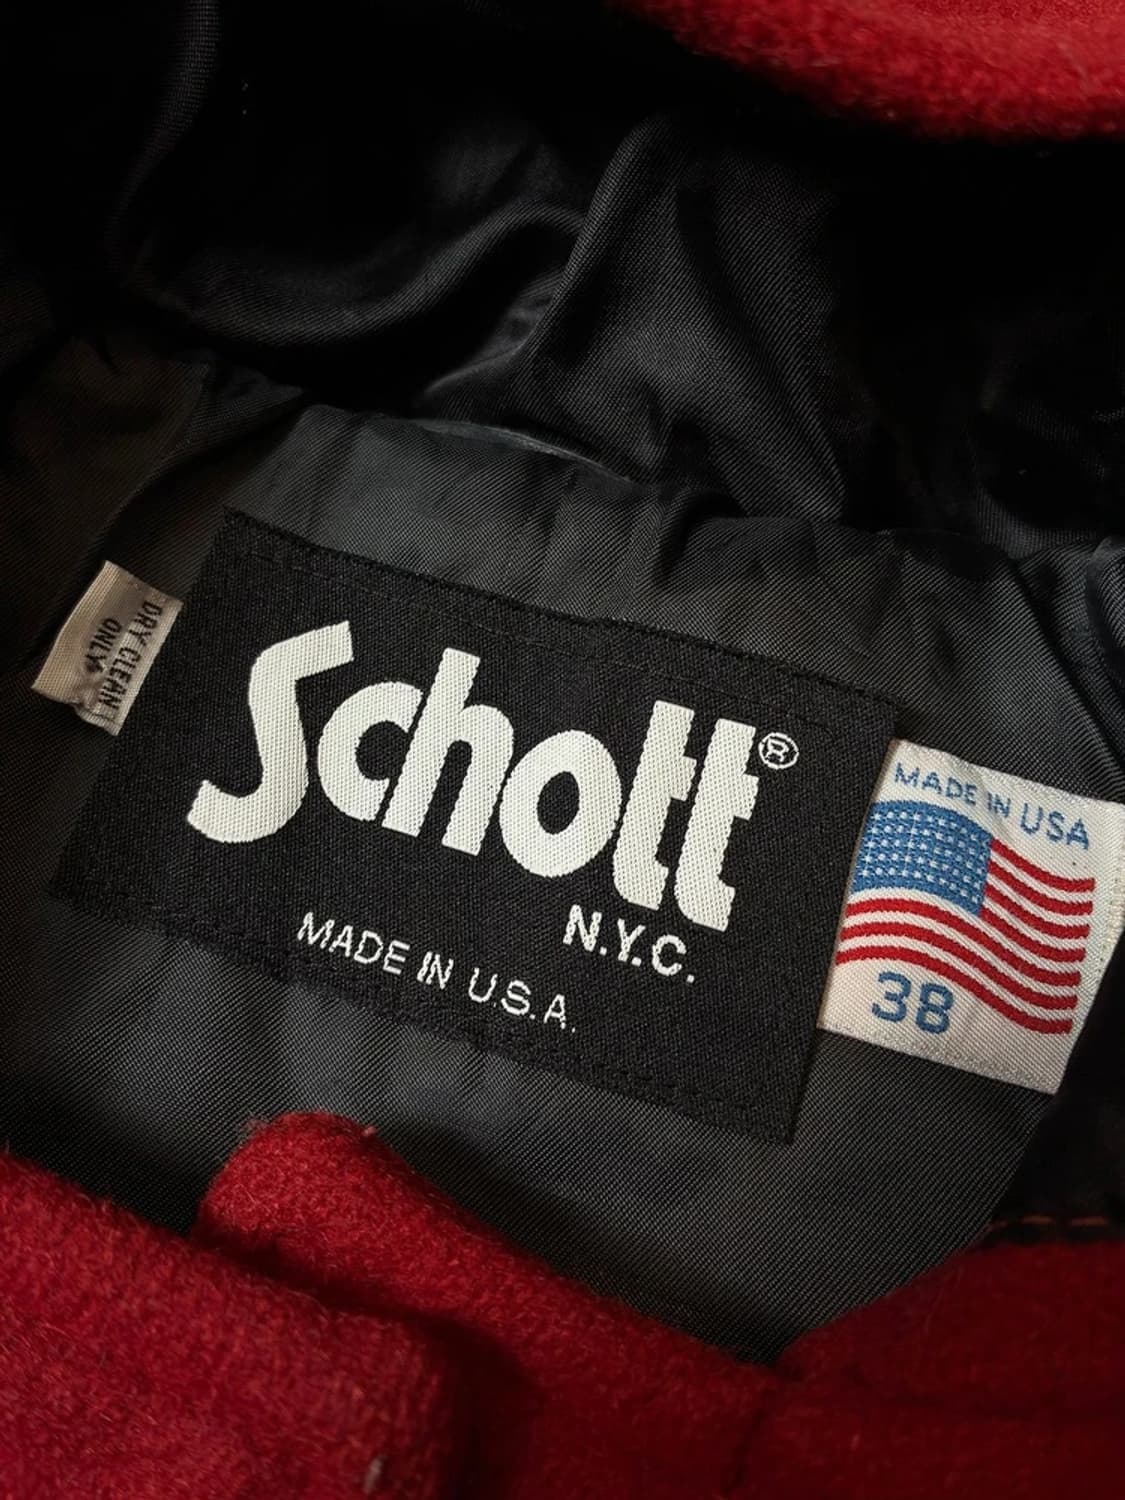 DRY CLEAN
ONLY
Schott®
N.Y.C.
MADE IN U.S.A.
MADE IN USA
38